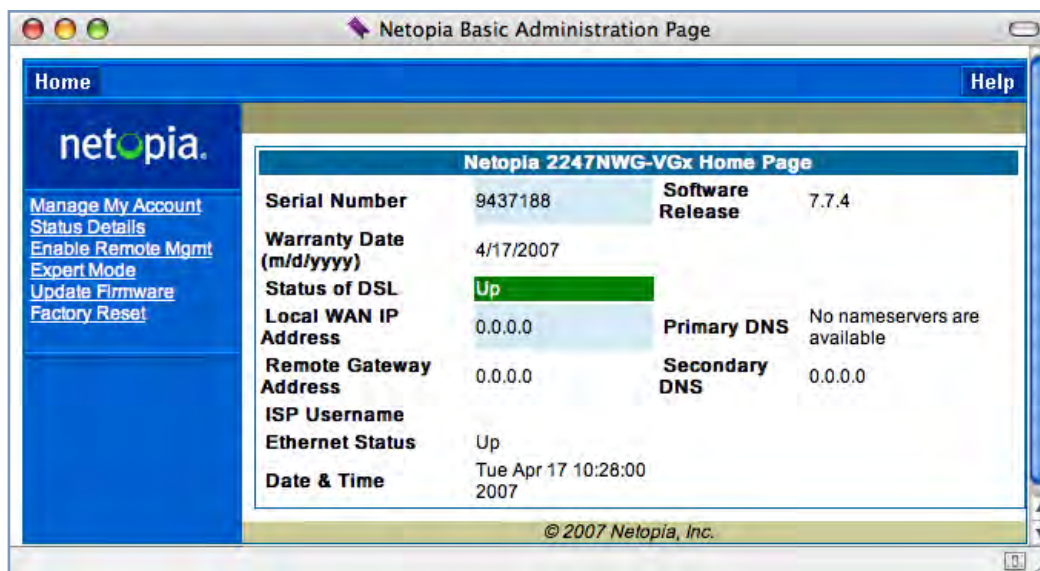 Netopia Basic Administration Page
Home
Help
netopia.
Manage My Account
Status Details
Enable Remote Mgmt
Expert Mode
Update Firmware
Factory Reset
Netopia 2247NWG-VGx Home Page
Serial Number 9437188 Software Release 7.7.4
Warranty Date (m/d/yyyy) 4/17/2007
Status of DSL Up
Local WAN IP Address 0.0.0.0 Primary DNS No nameservers are available
Remote Gateway Address 0.0.0.0 Secondary DNS 0.0.0.0
ISP Username
Ethernet Status Up
Date & Time Tue Apr 17 10:28:00 2007
© 2007 Netopia, Inc.